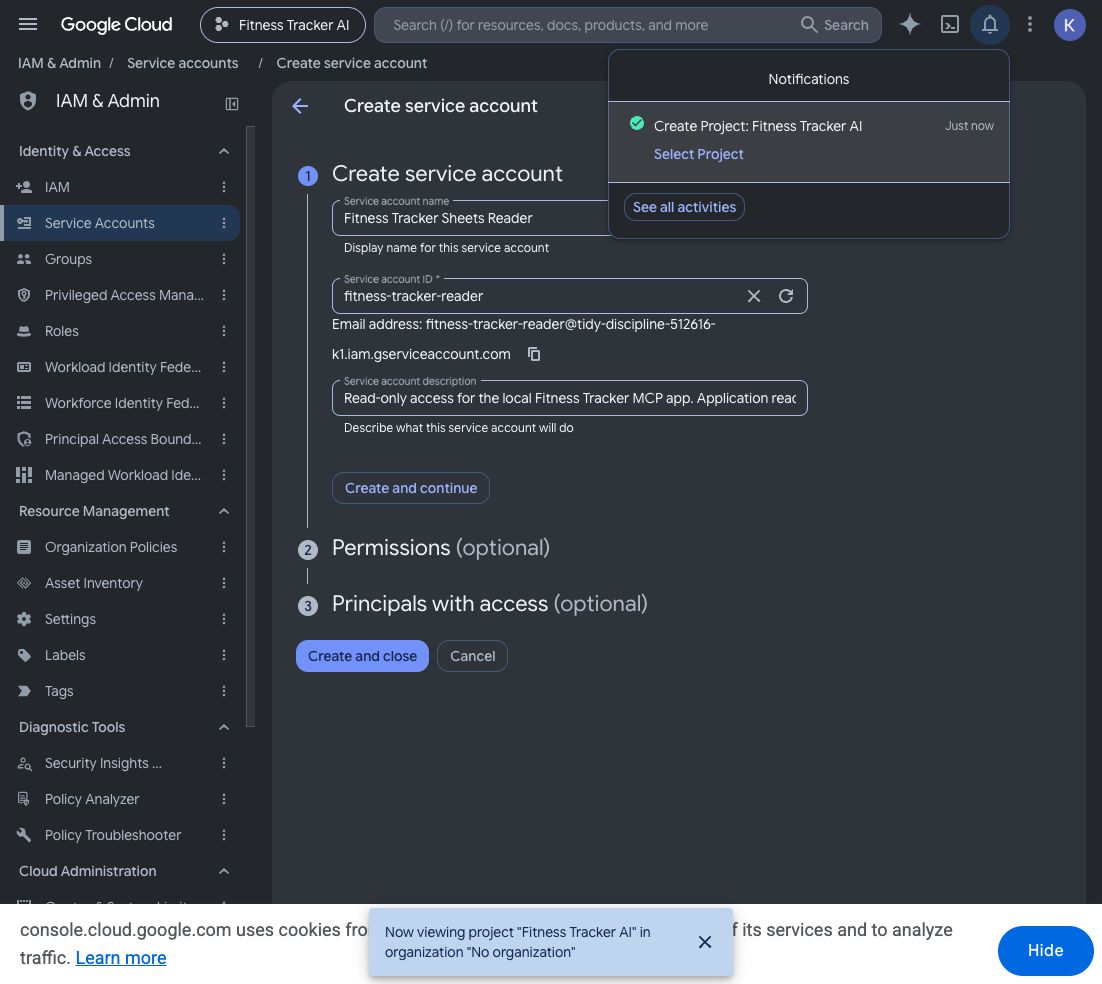 Google Cloud
Fitness Tracker AI
Search (/) for resources, docs, products, and more
Search
K
IAM & Admin / Service accounts / Create service account
IAM & Admin
Identity & Access
IAM
Service Accounts
Groups
Privileged Access Mana...
Roles
Workload Identity Fede...
Workforce Identity Fed...
Principal Access Bound...
Managed Workload Ide...
Resource Management
Organization Policies
Asset Inventory
Settings
Labels
Tags
Diagnostic Tools
Security Insights ...
Policy Analyzer
Policy Troubleshooter
Cloud Administration
Create service account
1 Create service account
Service account name
Fitness Tracker Sheets Reader
Display name for this service account
Service account ID *
fitness-tracker-reader
Email address: fitness-tracker-reader@tidy-discipline-512616-
k1.iam.gserviceaccount.com
Service account description
Read-only access for the local Fitness Tracker MCP app. Application
Describe what this service account will do
Create and continue
2 Permissions (optional)
3 Principals with access (optional)
Create and close
Cancel
Notifications
Create Project: Fitness Tracker AI
Just now
Select Project
See all activities
console.cloud.google.com uses cookies
f its services and to analyze
traffic. Learn more
Now viewing project "Fitness Tracker AI" in
organization "No organization"
Hide